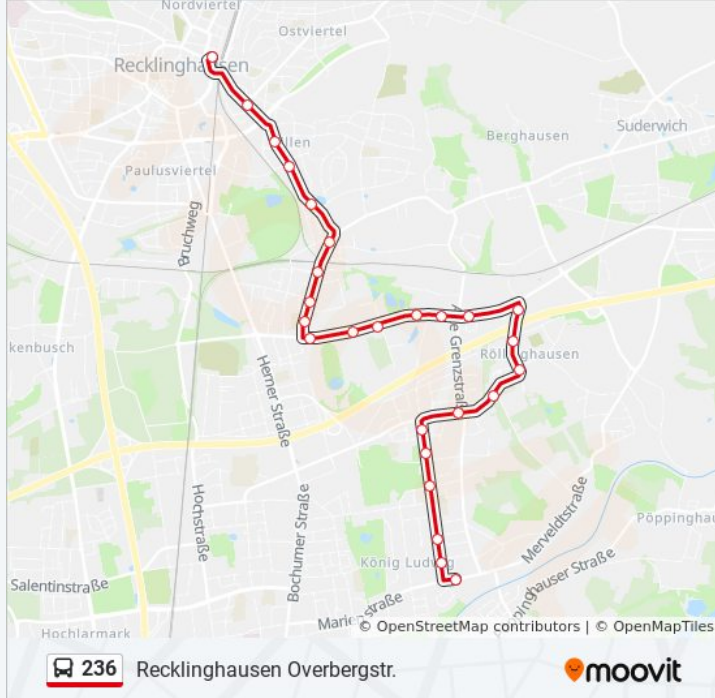 Nordviertel
Ostviertel
Recklinghausen
Suderwich
Berghausen
Paulusviertel
Bruchweg
kenbusch
Röllinghausen
Herner Straße
Hochstraße
Bochumer Straße
Merveldtstraße
Pöppinghau
König Ludwig
Salentinstraße
Hochlarmark
© OpenStreetMap contributors | © OpenMapTiles
236 Recklinghausen Overbergstr.
moovit